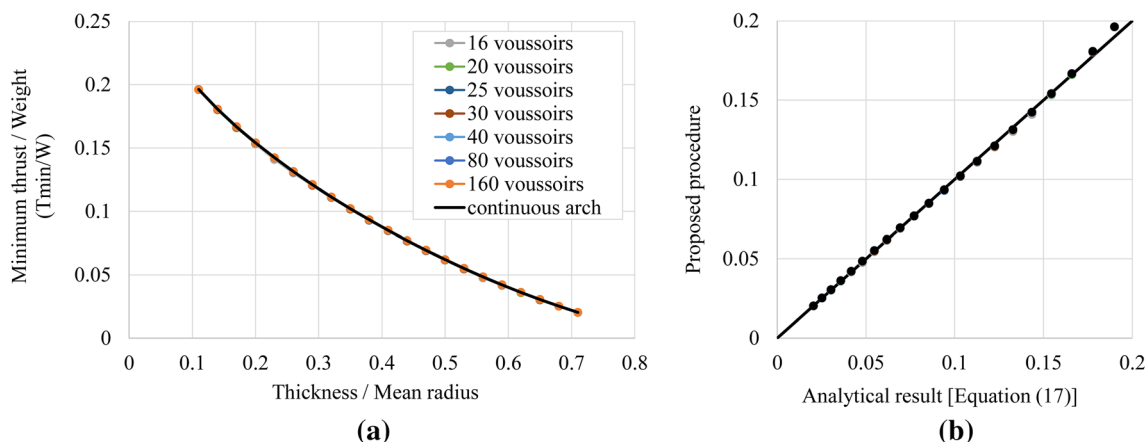 Minimum thrust / Weight
(Tmin/W)
0.25
0.2
0.15
0.1
0.05
0
0 0.1 0.2 0.3 0.4 0.5 0.6 0.7 0.8
Thickness / Mean radius
16 voussoirs
20 voussoirs
25 voussoirs
30 voussoirs
40 voussoirs
80 voussoirs
160 voussoirs
continuous arch
(a)
Proposed procedure
0.2
0.15
0.1
0.05
0
0 0.05 0.1 0.15 0.2
Analytical result [Equation (17)]
(b)